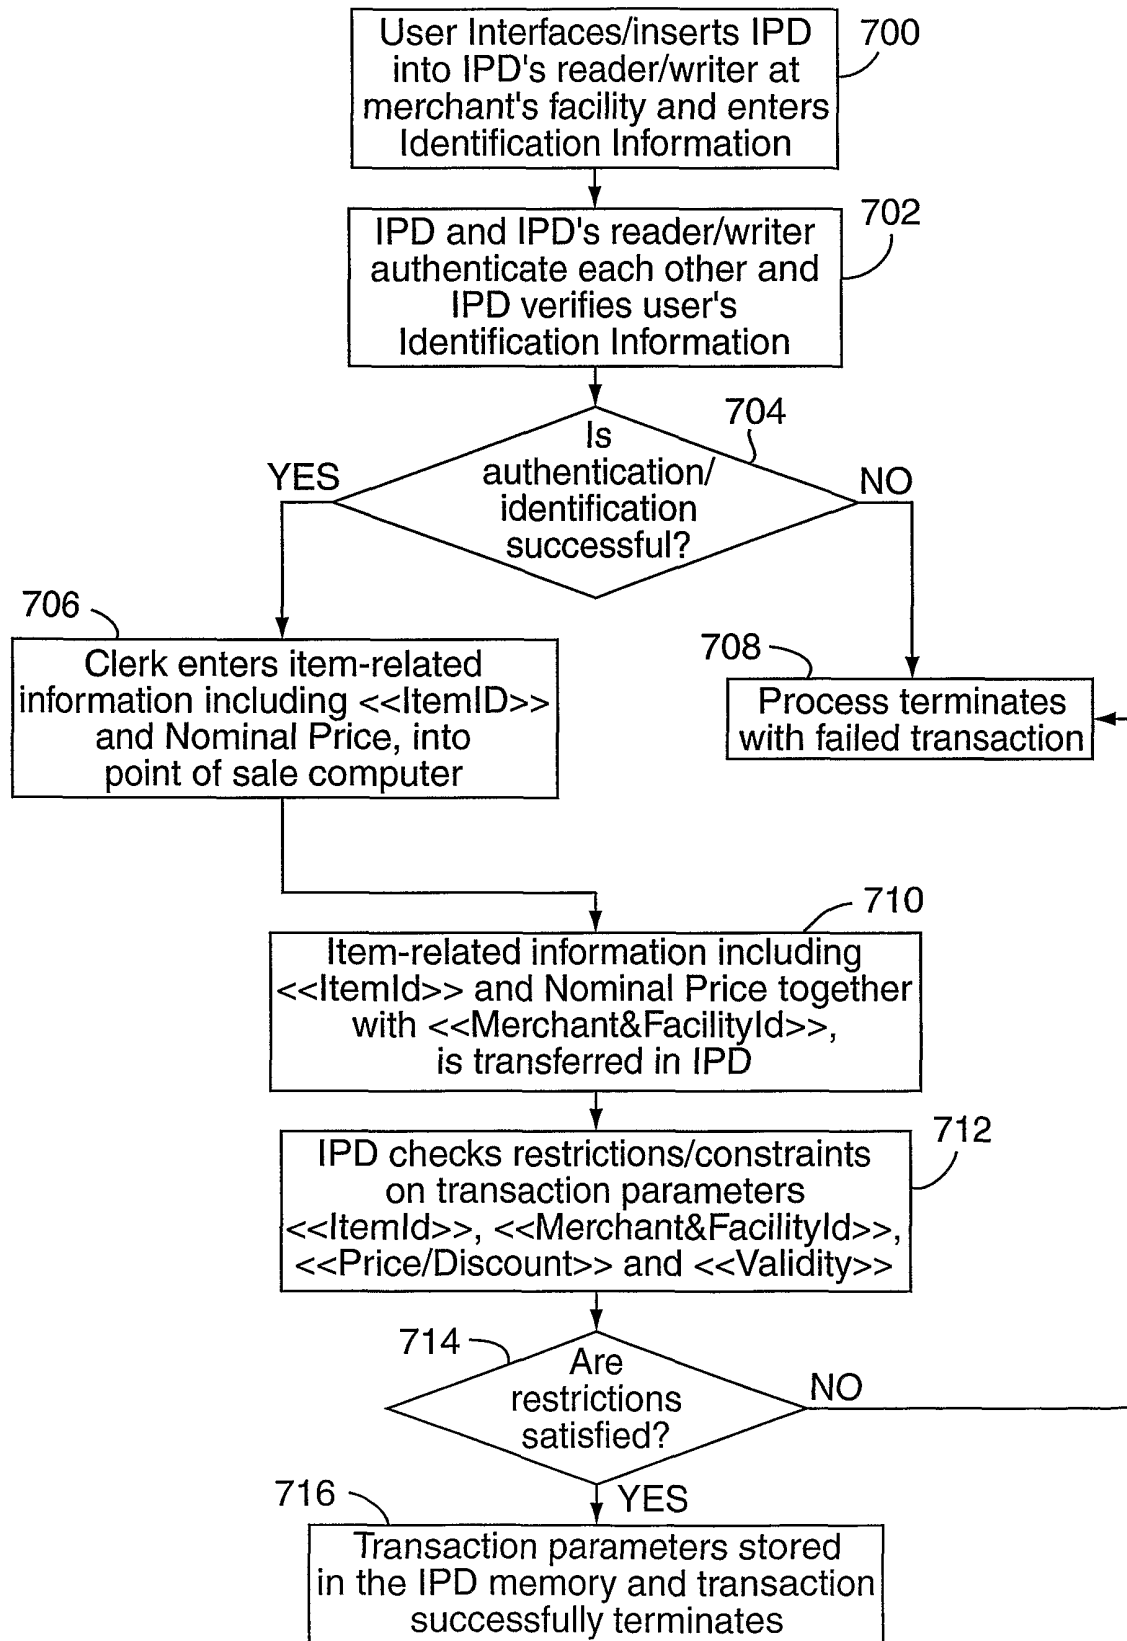 User Interfaces/inserts IPD
into IPD's reader/writer at
merchant's facility and enters
Identification Information
700
IPD and IPD's reader/writer
authenticate each other and
IPD verifies user's
Identification Information
702
704
Is
authentication/
identification
successful?
YES
NO
706
Clerk enters item-related
information including <<ItemID>>
and Nominal Price, into
point of sale computer
708
Process terminates
with failed transaction
710
Item-related information including
<<ItemId>> and Nominal Price together
with <<Merchant&FacilityId>>,
is transferred in IPD
712
IPD checks restrictions/constraints
on transaction parameters
<<ItemId>>, <<Merchant&FacilityId>>,
<<Price/Discount>> and <<Validity>>
714
Are
restrictions
satisfied?
NO
YES
716
Transaction parameters stored
in the IPD memory and transaction
successfully terminates